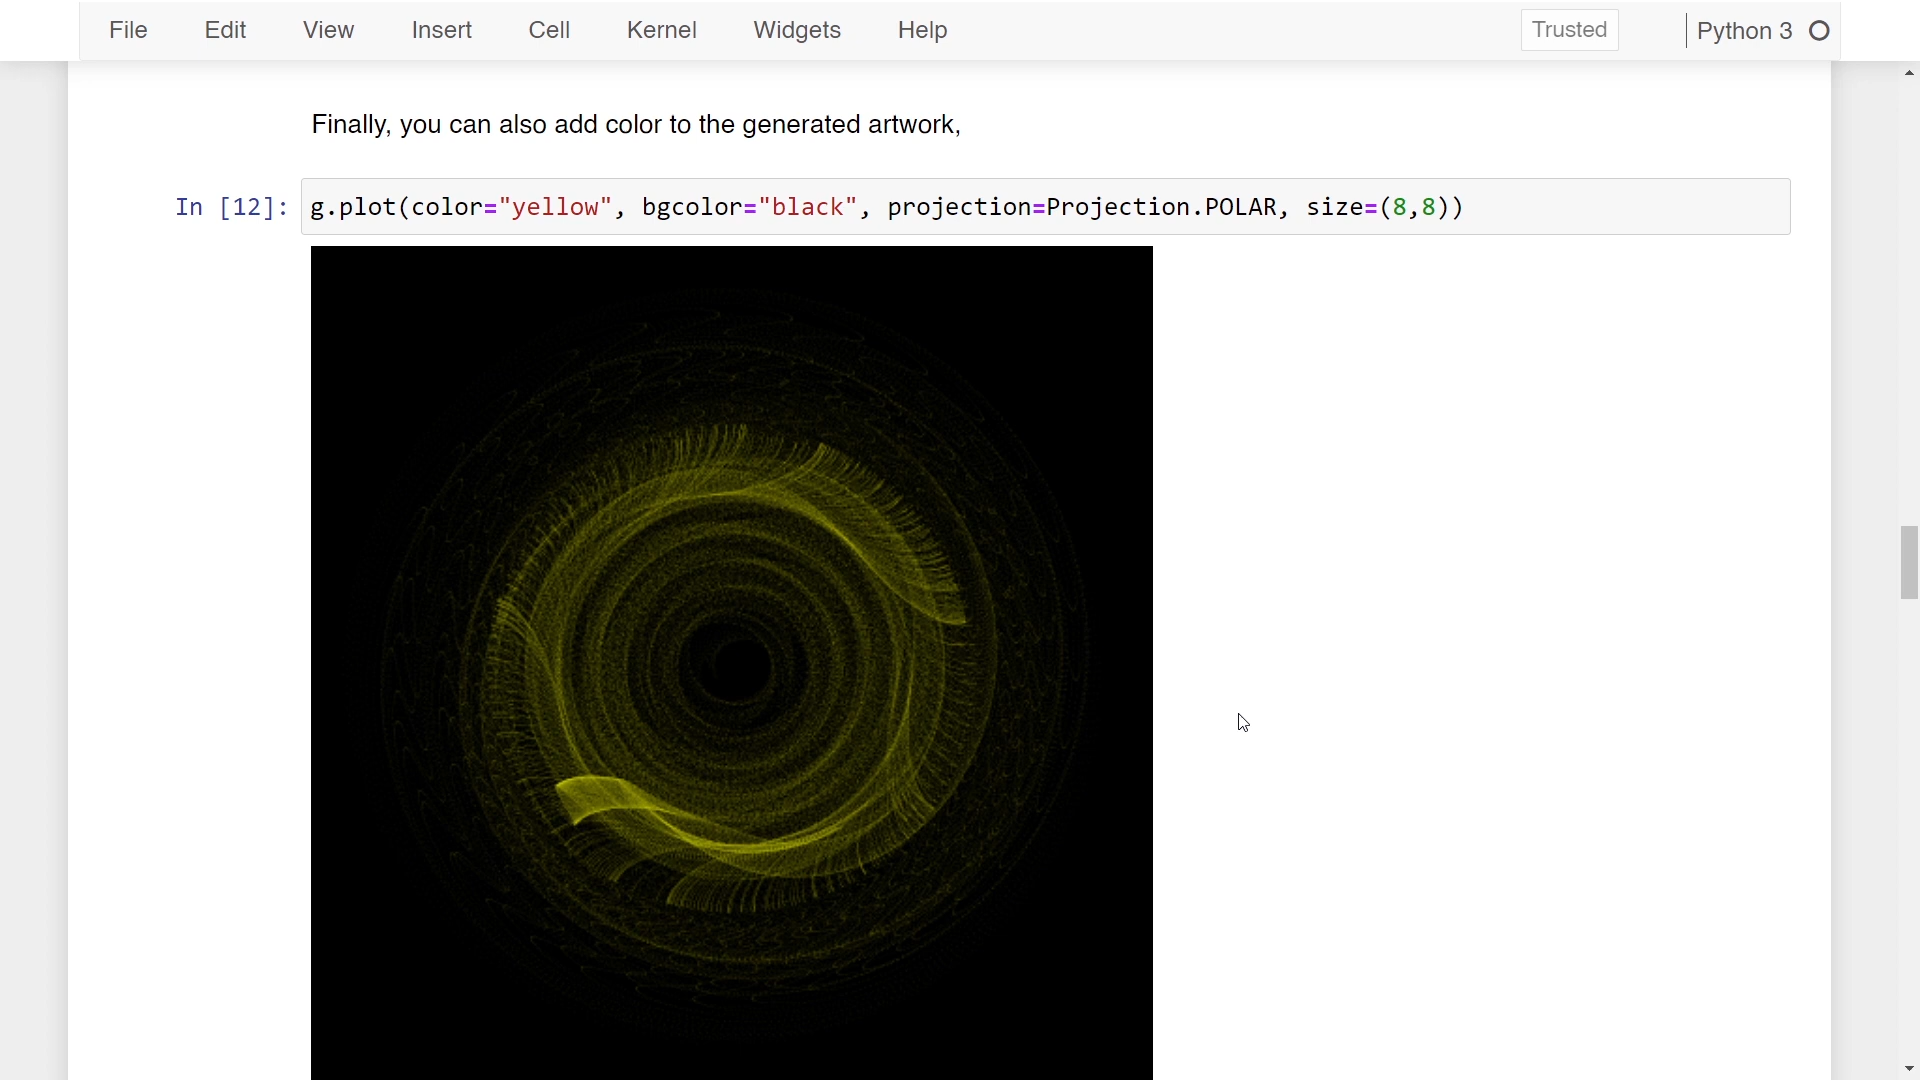 File Edit View Insert Cell Kernel Widgets Help Trusted Python 3
Finally, you can also add color to the generated artwork,
In [12]: g.plot(color="yellow", bgcolor="black", projection=Projection.POLAR, size=(8,8))